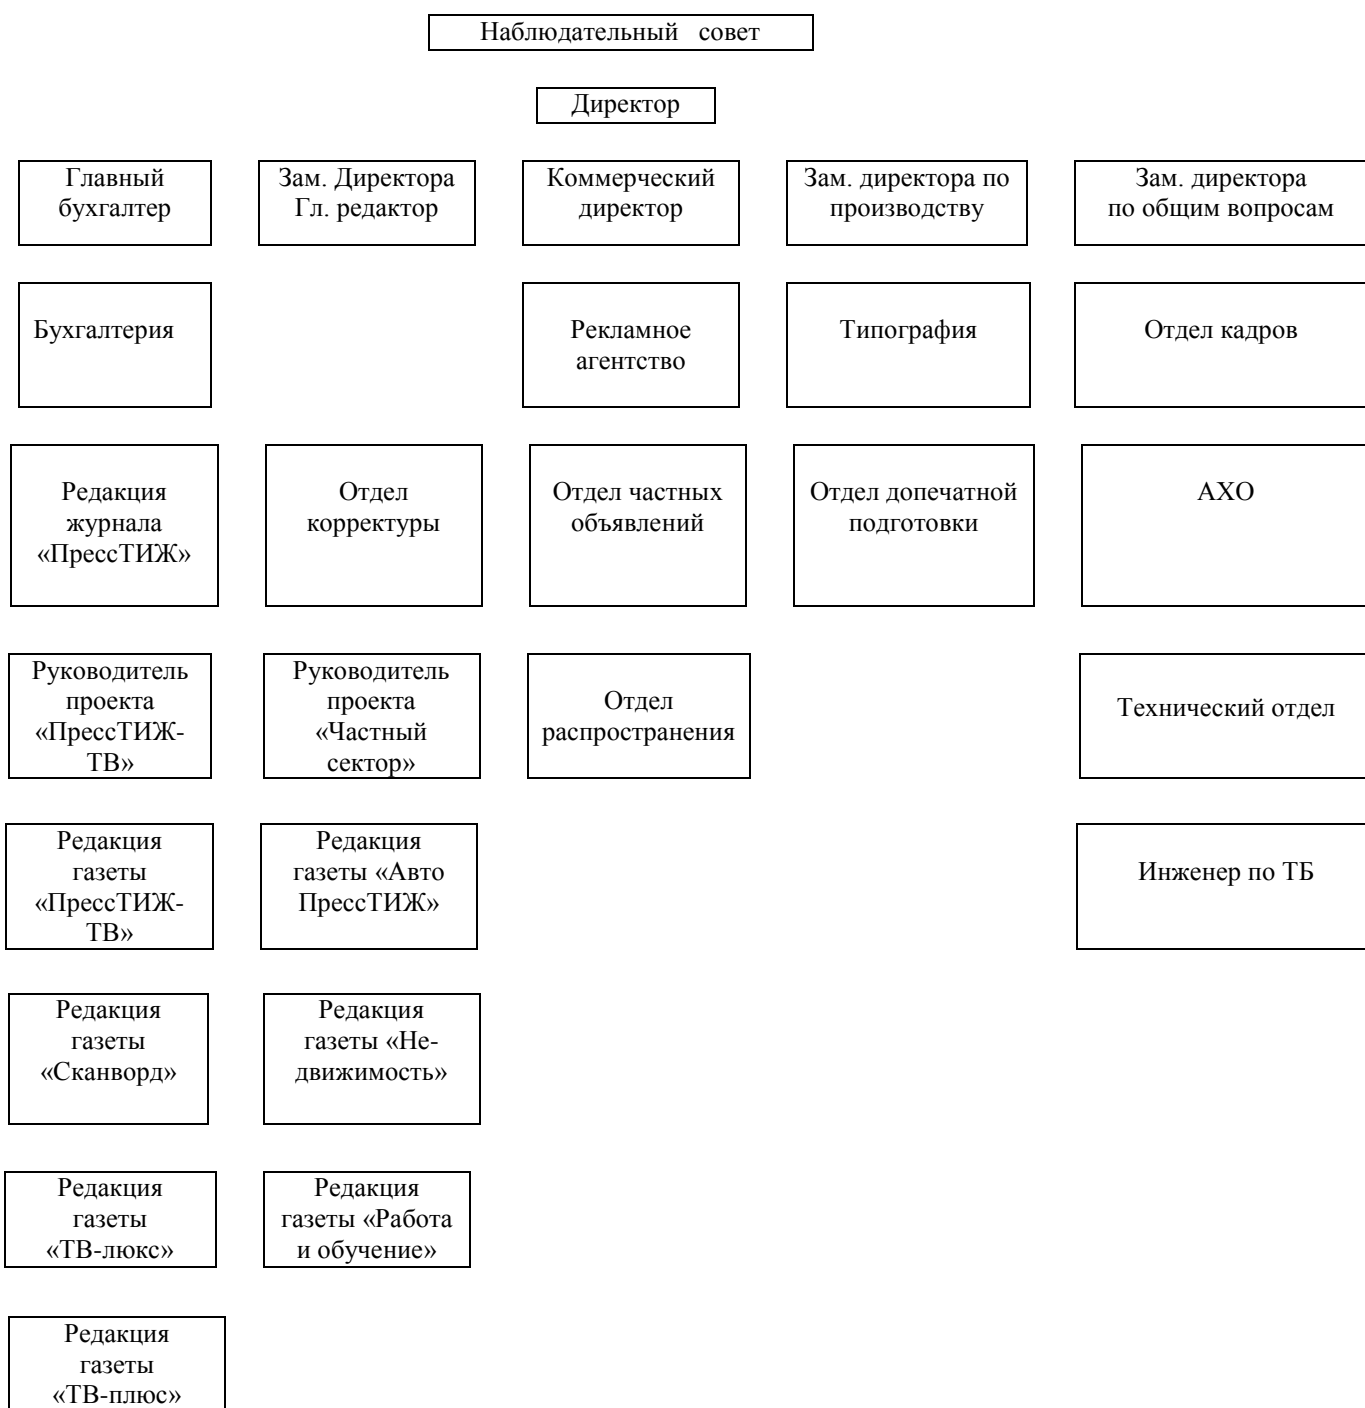 Наблюдательный совет
Директор
Главный
бухгалтер
Зам. Директора
Гл. редактор
Коммерческий
директор
Зам. директора по
производству
Зам. директора
по общим вопросам
Бухгалтерия
Рекламное
агентство
Типография
Отдел кадров
Редакция
журнала
«ПрессТИЖ»
Отдел
корректуры
Отдел частных
объявлений
Отдел допечатной
подготовки
АХО
Руководитель
проекта
«ПрессТИЖ-
ТВ»
Руководитель
проекта
«Частный
сектор»
Отдел
распространения
Технический отдел
Редакция
газеты
«ПрессТИЖ-
ТВ»
Редакция
газеты «Авто
ПрессТИЖ»
Инженер по ТБ
Редакция
газеты
«Сканворд»
Редакция
газеты «Не-
движимость»
Редакция
газеты
«ТВ-люкс»
Редакция
газеты «Работа
и обучение»
Редакция
газеты
«ТВ-плюс»